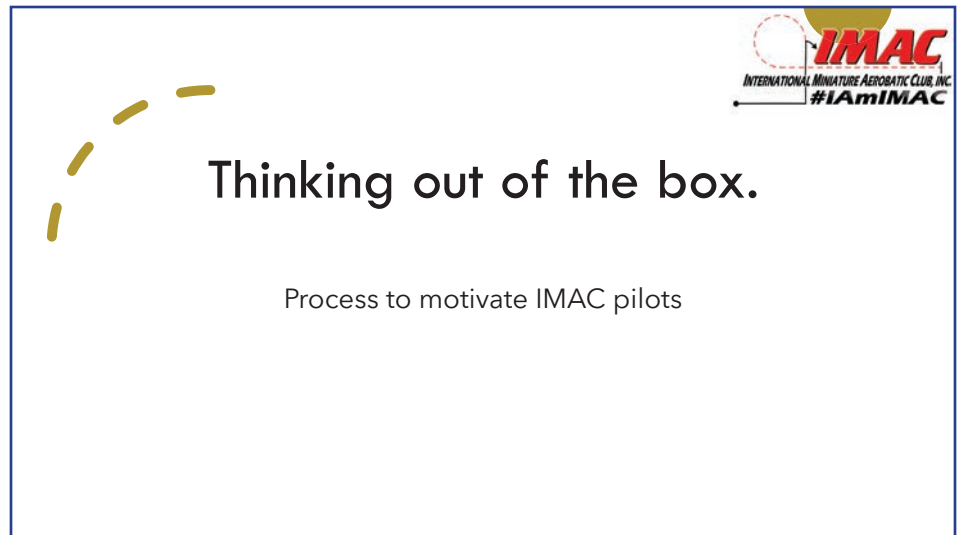 IMAC
INTERNATIONAL MINIATURE AEROBATIC CLUB, INC.
#IAmIMAC
Thinking out of the box.
Process to motivate IMAC pilots